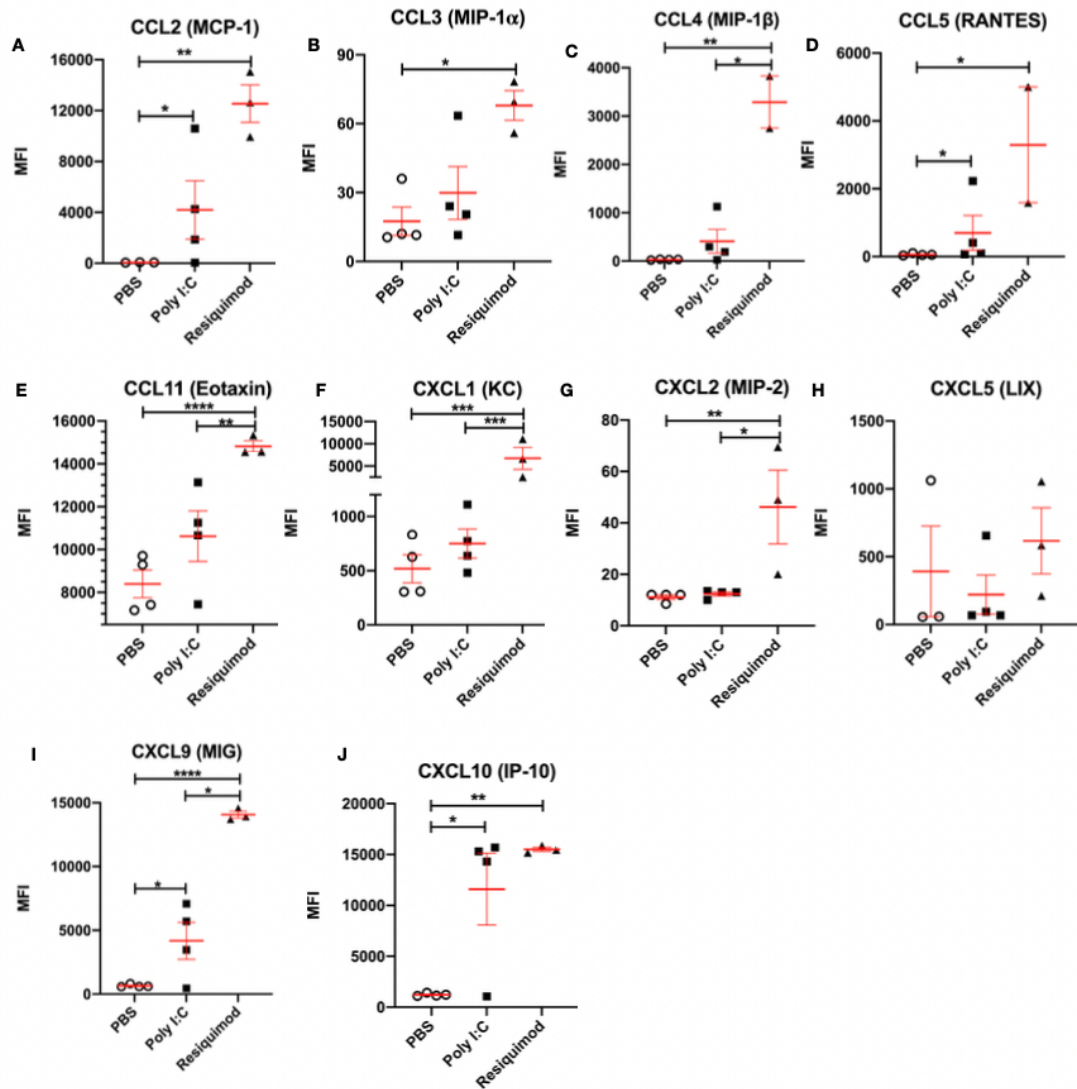 A
CCL2 (MCP-1)
**
*
MFI
16000
12000
8000
4000
0
PBS
Poly I:C
Resiquimod
B
CCL3 (MIP-1α)
*
MFI
90
60
30
0
PBS
Poly I:C
Resiquimod
C
CCL4 (MIP-1β)
**
*
MFI
4000
3000
2000
1000
0
PBS
Poly I:C
Resiquimod
D
CCL5 (RANTES)
*
*
MFI
6000
4000
2000
0
PBS
Poly I:C
Resiquimod
E
CCL11 (Eotaxin)
****
**
MFI
16000
14000
12000
10000
8000
PBS
Poly I:C
Resiquimod
F
CXCL1 (KC)
***
***
MFI
15000
10000
5000
1000
500
0
PBS
Poly I:C
Resiquimod
G
CXCL2 (MIP-2)
**
*
MFI
80
60
40
20
0
PBS
Poly I:C
Resiquimod
H
CXCL5 (LIX)
MFI
1500
1000
500
0
PBS
Poly I:C
Resiquimod
I
CXCL9 (MIG)
****
*
*
MFI
15000
10000
5000
0
PBS
Poly I:C
Resiquimod
J
CXCL10 (IP-10)
**
*
MFI
20000
15000
10000
5000
0
PBS
Poly I:C
Resiquimod